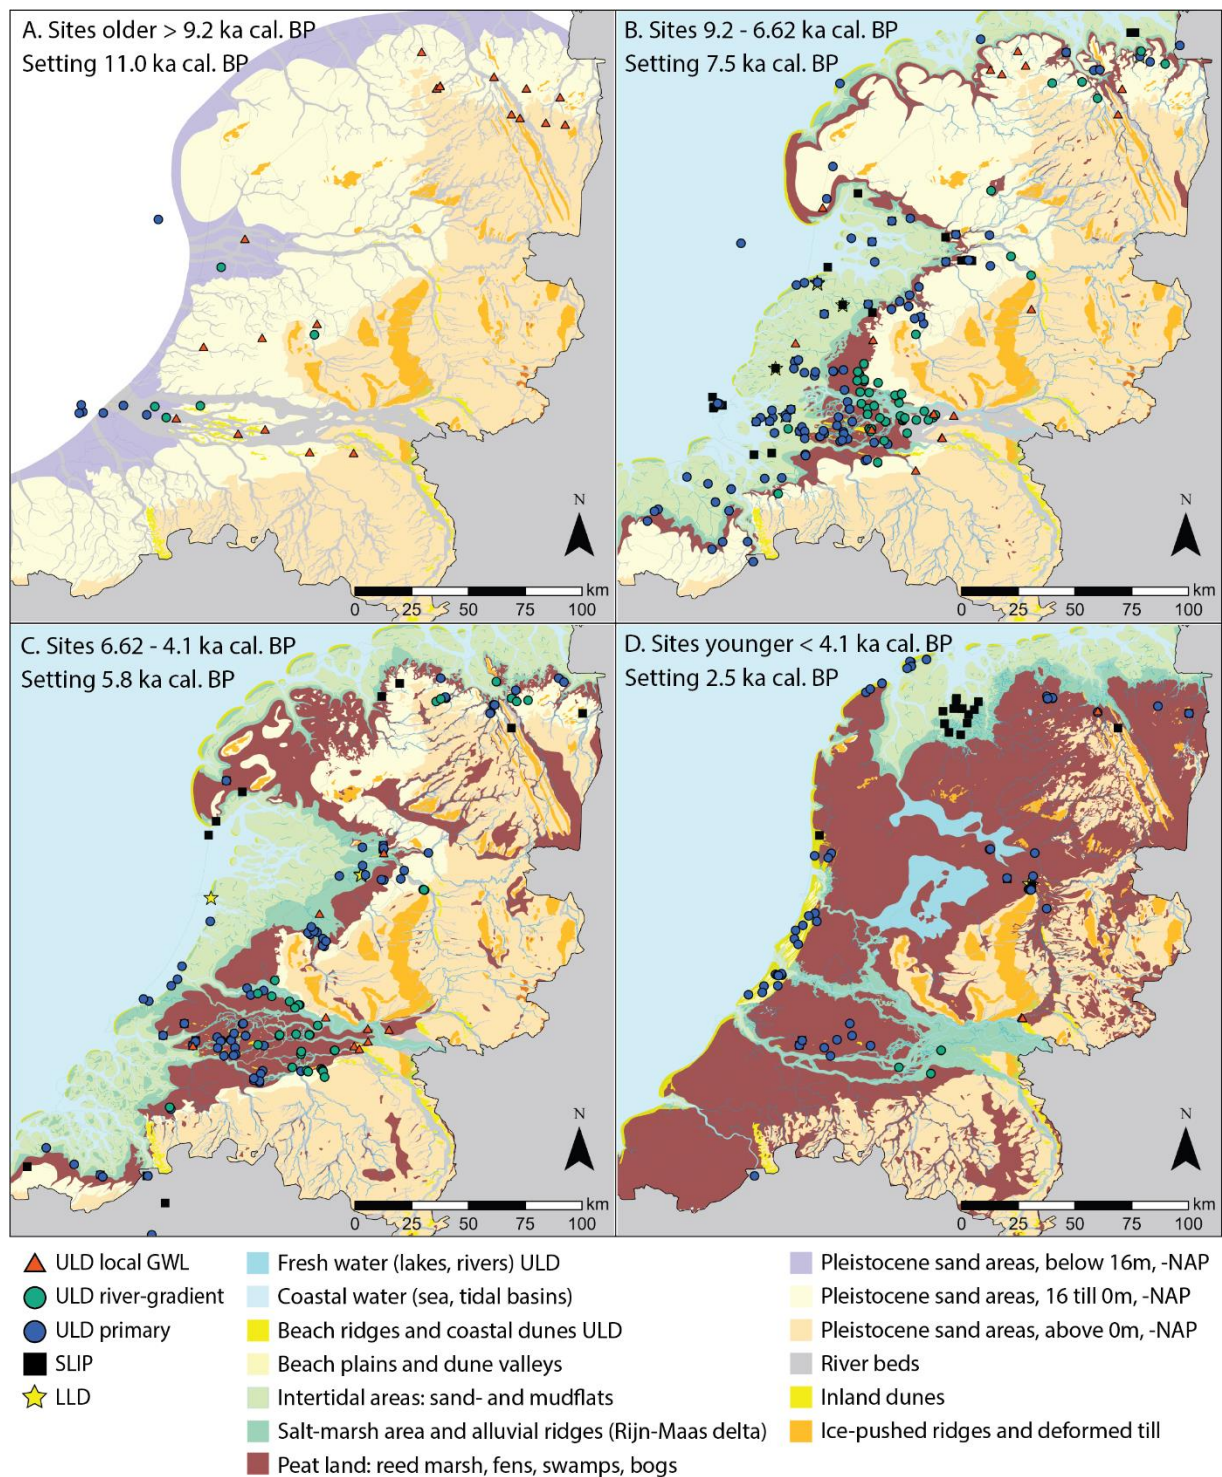 A. Sites older > 9.2 ka cal. BP
Setting 11.0 ka cal. BP
N
km
0 25 50 75 100
B. Sites 9.2 - 6.62 ka cal. BP
Setting 7.5 ka cal. BP
N
km
0 25 50 75 100
C. Sites 6.62 - 4.1 ka cal. BP
Setting 5.8 ka cal. BP
N
km
0 25 50 75 100
D. Sites younger < 4.1 ka cal. BP
Setting 2.5 ka cal. BP
N
km
0 25 50 75 100
ULD local GWL
ULD river-gradient
ULD primary
SLIP
LLD
Fresh water (lakes, rivers) ULD
Coastal water (sea, tidal basins)
Beach ridges and coastal dunes ULD
Beach plains and dune valleys
Intertidal areas: sand- and mudflats
Salt-marsh area and alluvial ridges (Rijn-Maas delta)
Peat land: reed marsh, fens, swamps, bogs
Pleistocene sand areas, below 16m, -NAP
Pleistocene sand areas, 16 till 0m, -NAP
Pleistocene sand areas, above 0m, -NAP
River beds
Inland dunes
Ice-pushed ridges and deformed till